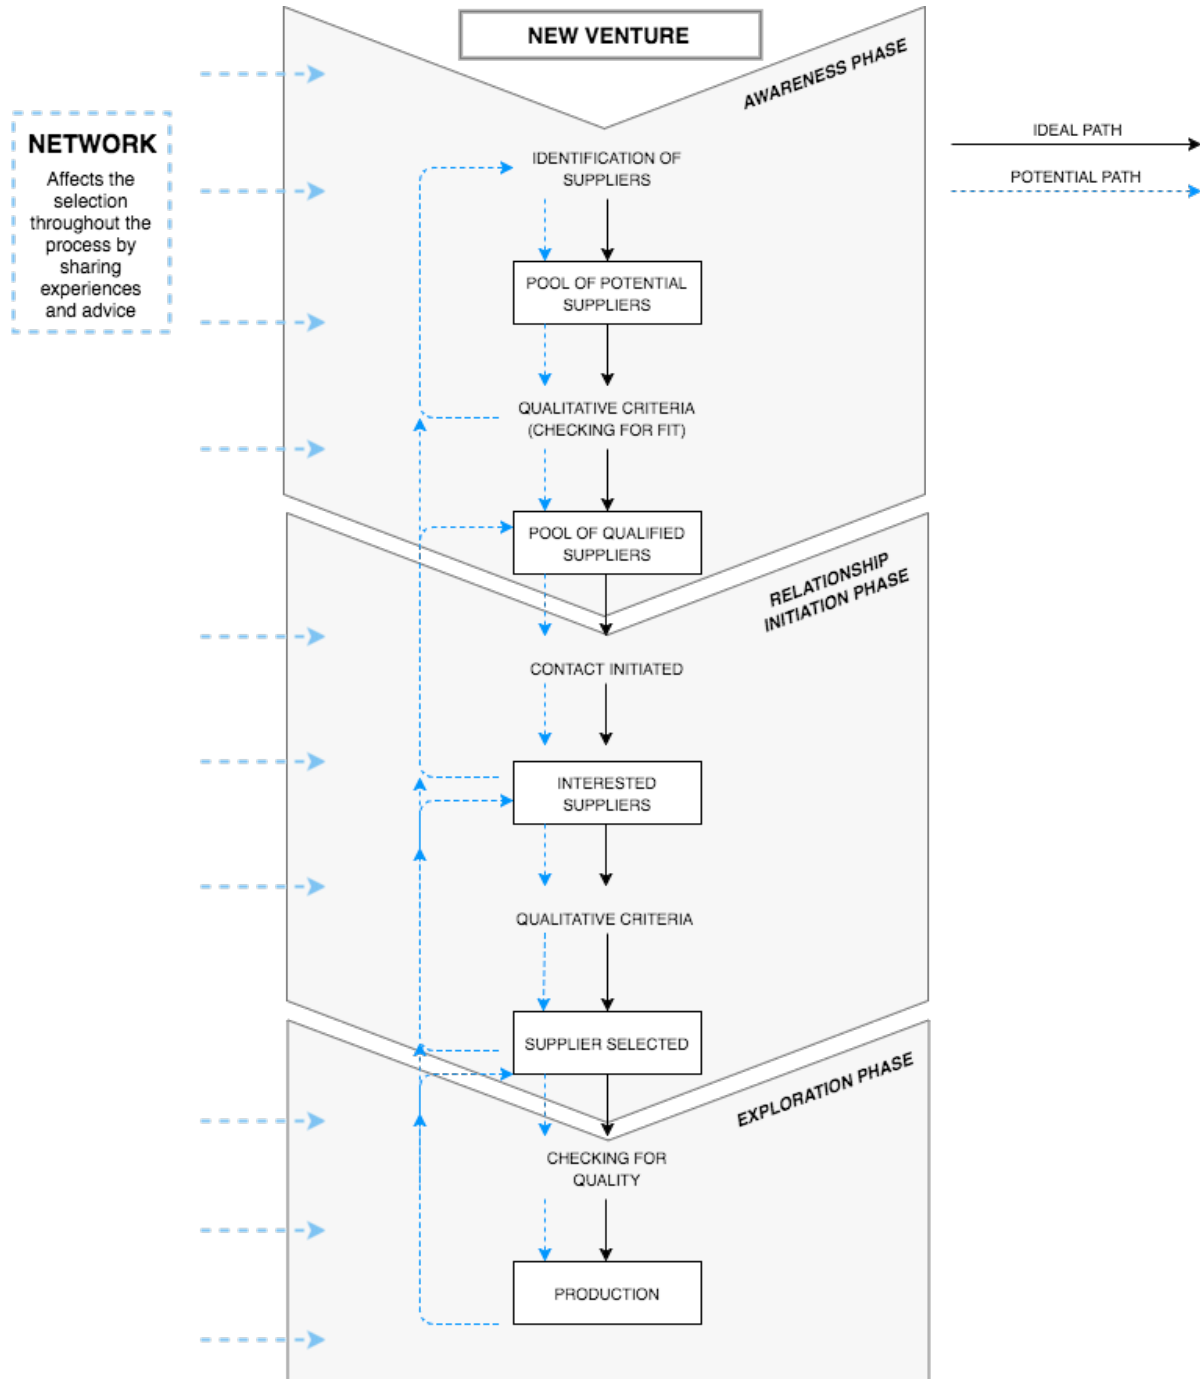 NEW VENTURE
AWARENESS PHASE
NETWORK
Affects the
selection
throughout the
process by
sharing
experiences
and advice
IDEAL PATH
POTENTIAL PATH
IDENTIFICATION OF
SUPPLIERS
POOL OF POTENTIAL
SUPPLIERS
QUALITATIVE CRITERIA
(CHECKING FOR FIT)
POOL OF QUALIFIED
SUPPLIERS
RELATIONSHIP
INITIATION PHASE
CONTACT INITIATED
INTERESTED
SUPPLIERS
QUALITATIVE CRITERIA
SUPPLIER SELECTED
EXPLORATION PHASE
CHECKING FOR
QUALITY
PRODUCTION